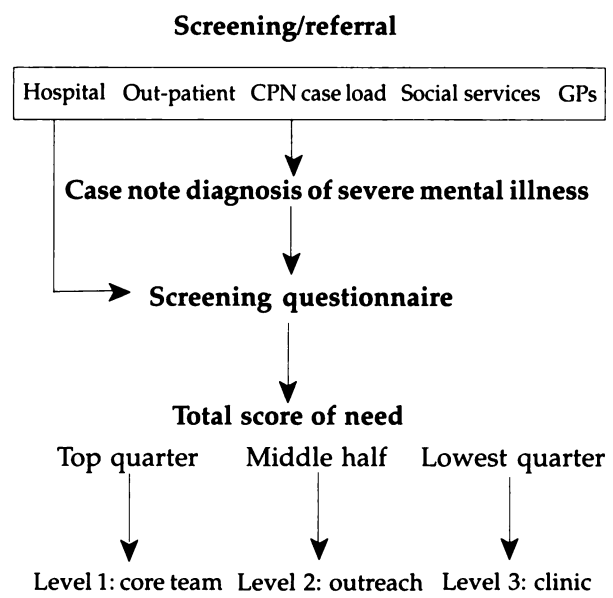 Screening/referral
Hospital Out-patient CPN case load Social services GPs
Case note diagnosis of severe mental illness
Screening questionnaire
Total score of need
Top quarter Middle half Lowest quarter
Level 1: core team Level 2: outreach Level 3: clinic